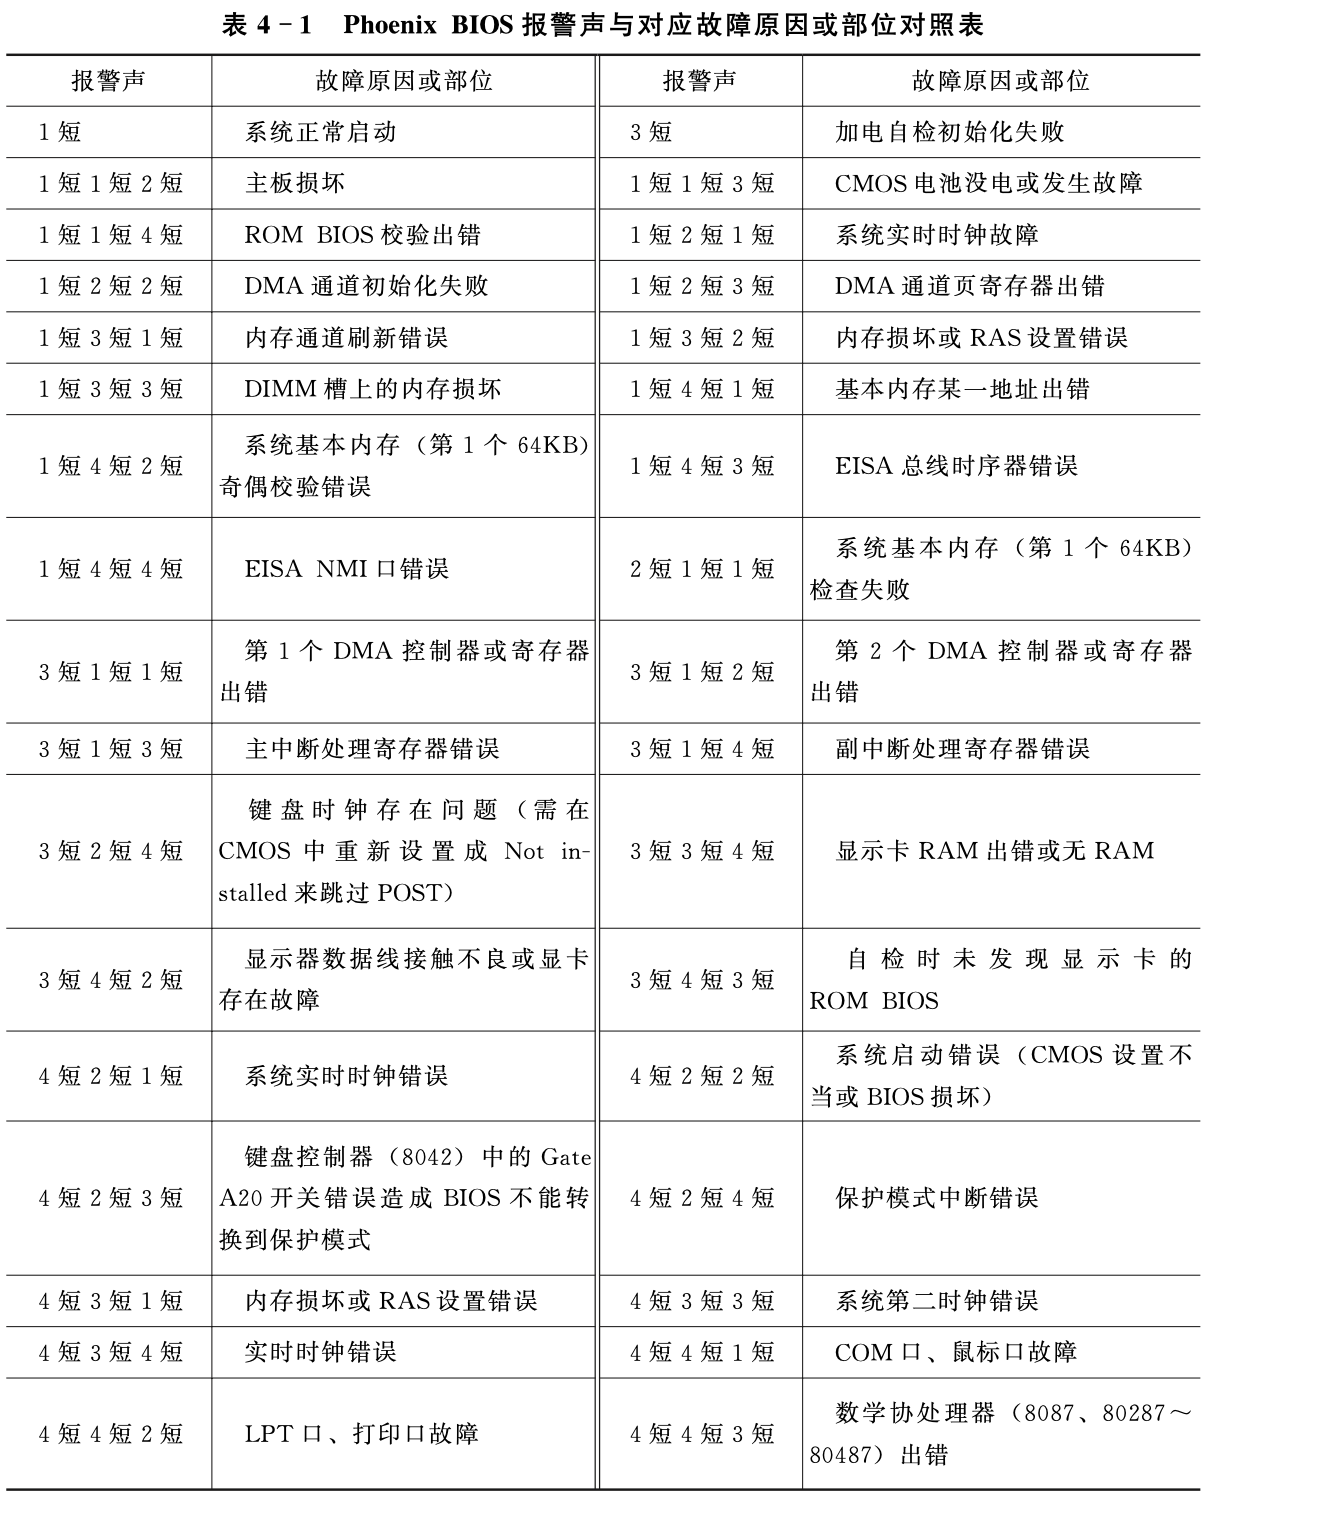 表 4-1 Phoenix BIOS 报警声与对应故障原因或部位对照表
报警声 故障原因或部位 报警声 故障原因或部位
1 短 系统正常启动 3 短 加电自检初始化失败
1 短 1 短 2 短 主板损坏 1 短 1 短 3 短 CMOS 电池没电或发生故障
1 短 1 短 4 短 ROM BIOS 校验出错 1 短 2 短 1 短 系统实时时钟故障
1 短 2 短 2 短 DMA 通道初始化失败 1 短 2 短 3 短 DMA 通道页寄存器出错
1 短 3 短 1 短 内存通道刷新错误 1 短 3 短 2 短 内存损坏或 RAS 设置错误
1 短 3 短 3 短 DIMM 槽上的内存损坏 1 短 4 短 1 短 基本内存某一地址出错
1 短 4 短 2 短
系统基本内存（第 1 个 64KB）
奇偶校验错误
1 短 4 短 3 短 EISA 总线时序器错误
1 短 4 短 4 短 EISA NMI 口错误
2 短 1 短 1 短
系统基本内存（第 1 个 64KB）
检查失败
3 短 1 短 1 短
第 1 个 DMA 控制器或寄存器
出错
3 短 1 短 2 短
第 2 个 DMA 控制器或寄存器
出错
3 短 1 短 3 短 主中断处理寄存器错误 3 短 1 短 4 短 副中断处理寄存器错误
3 短 2 短 4 短
键盘时钟存在问题（需在
CMOS 中重新设置成 Not in-
stalled 来跳过 POST）
3 短 3 短 4 短 显示卡 RAM 出错或无 RAM
3 短 4 短 2 短
显示器数据线接触不良或显卡
存在故障
3 短 4 短 3 短
自检时未发现显示卡的
ROM BIOS
4 短 2 短 1 短 系统实时时钟错误
4 短 2 短 2 短
系统启动错误（CMOS 设置不
当或 BIOS 损坏）
4 短 2 短 3 短
键盘控制器（8042）中的 Gate
A20 开关错误造成 BIOS 不能转
换到保护模式
4 短 2 短 4 短 保护模式中断错误
4 短 3 短 1 短 内存损坏或 RAS 设置错误 4 短 3 短 3 短 系统第二时钟错误
4 短 3 短 4 短 实时时钟错误 4 短 4 短 1 短 COM 口、鼠标口故障
4 短 4 短 2 短 LPT 口、打印口故障
4 短 4 短 3 短
数学协处理器（8087、80287～
80487）出错